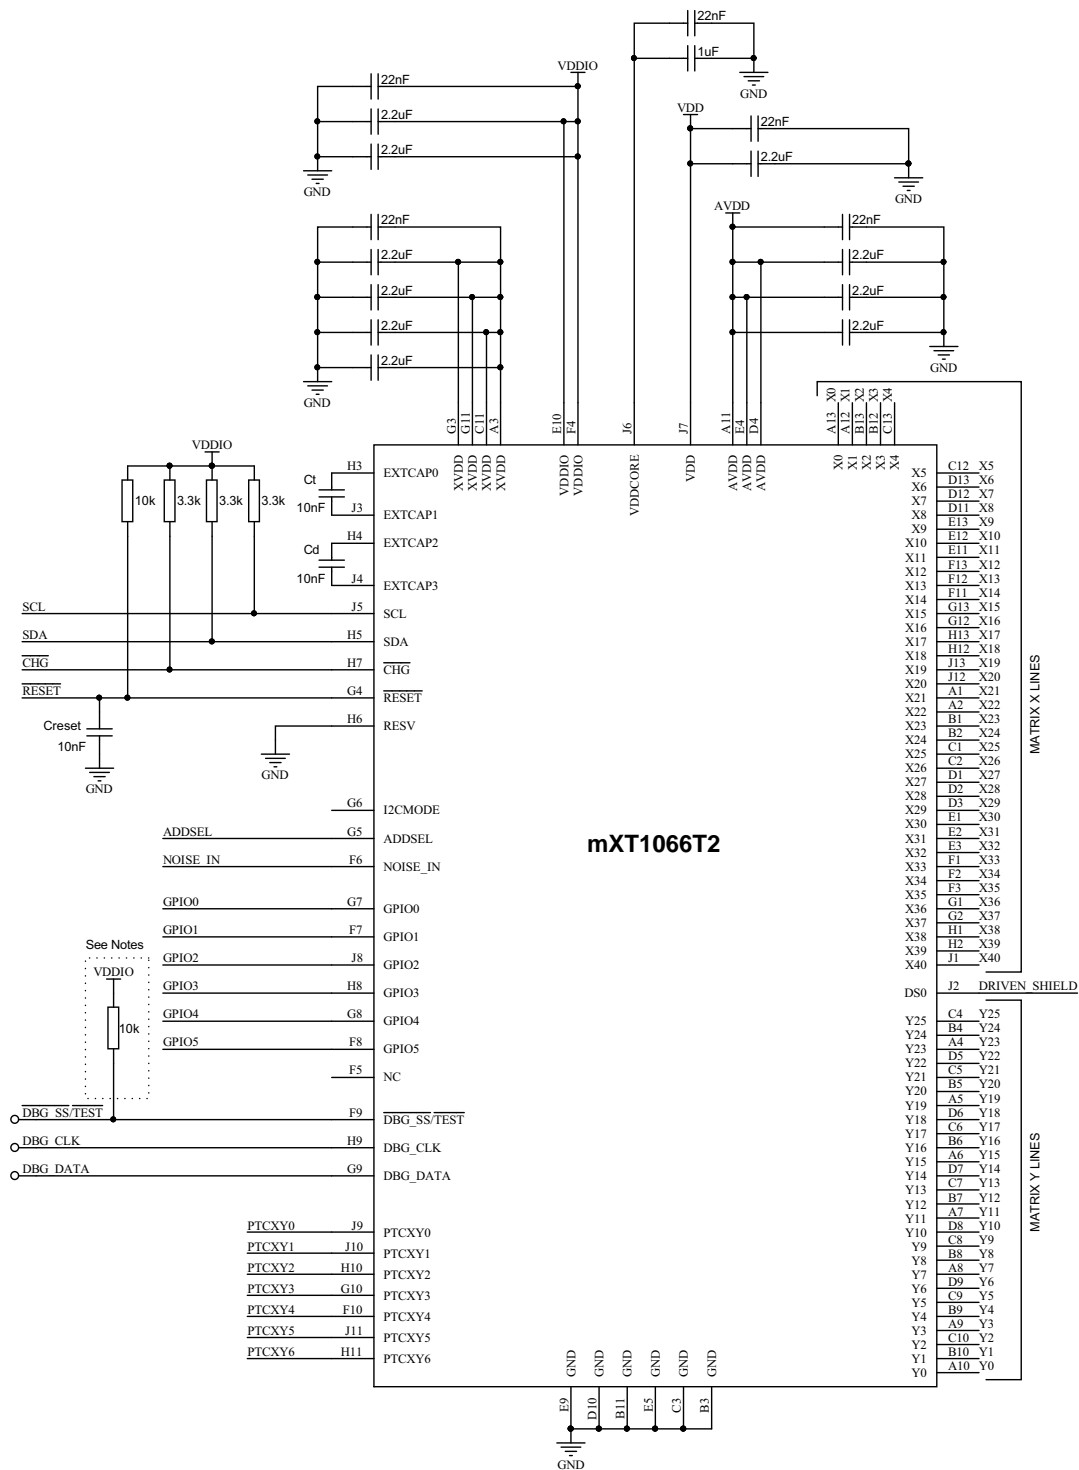 22nF
1uF
GND
VDDIO
22nF
2.2uF
2.2uF
GND
VDD
22nF
2.2uF
GND
22nF
2.2uF
2.2uF
2.2uF
2.2uF
GND
AVDD
22nF
2.2uF
2.2uF
2.2uF
GND
G3 XVDD
G11 XVDD
C11 XVDD
A3 XVDD
E10 VDDIO
F4 VDDIO
J6 VDDCORE
J7 VDD
A11 AVDD
E4 AVDD
D4 AVDD
X0 A13 X0
X1 A12 X1
X2 B13 X2
X3 B12 X3
X4 C13 X4
VDDIO
10k
3.3k
3.3k
3.3k
H3 EXTCAP0
Ct
10nF
J3 EXTCAP1
H4 EXTCAP2
Cd
10nF
J4 EXTCAP3
SCL J5 SCL
SDA H5 SDA
CHG H7 CHG
RESET G4 RESET
Creset
10nF
GND
H6 RESV
GND
G6 I2CMODE
ADDSEL G5 ADDSEL
NOISE_IN F6 NOISE_IN
GPIO0 G7 GPIO0
GPIO1 F7 GPIO1
GPIO2 J8 GPIO2
GPIO3 H8 GPIO3
GPIO4 G8 GPIO4
GPIO5 F8 GPIO5
F5 NC
See Notes
VDDIO
10k
DBG_SS/TEST F9 DBG_SS/TEST
DBG_CLK H9 DBG_CLK
DBG_DATA G9 DBG_DATA
PTCXY0 J9 PTCXY0
PTCXY1 J10 PTCXY1
PTCXY2 H10 PTCXY2
PTCXY3 G10 PTCXY3
PTCXY4 F10 PTCXY4
PTCXY5 J11 PTCXY5
PTCXY6 H11 PTCXY6
mXT1066T2
X5 C12 X5
X6 D13 X6
X7 D12 X7
X8 D11 X8
X9 E13 X9
X10 E12 X10
X11 E11 X11
X12 F13 X12
X13 F12 X13
X14 F11 X14
X15 G13 X15
X16 G12 X16
X17 H13 X17
X18 H12 X18
X19 J13 X19
X20 J12 X20
X21 A1 X21
X22 A2 X22
X23 B1 X23
X24 B2 X24
X25 C1 X25
X26 C2 X26
X27 D1 X27
X28 D2 X28
X29 D3 X29
X30 E1 X30
X31 E2 X31
X32 E3 X32
X33 F1 X33
X34 F2 X34
X35 F3 X35
X36 G1 X36
X37 G2 X37
X38 H1 X38
X39 H2 X39
X40 J1 X40
MATRIX X LINES
DS0 J2 DRIVEN_SHIELD
Y25 C4 Y25
Y24 B4 Y24
Y23 A4 Y23
Y22 D5 Y22
Y21 C5 Y21
Y20 B5 Y20
Y19 A5 Y19
Y18 D6 Y18
Y17 C6 Y17
Y16 B6 Y16
Y15 A6 Y15
Y14 D7 Y14
Y13 C7 Y13
Y12 B7 Y12
Y11 A7 Y11
Y10 D8 Y10
Y9 C8 Y9
Y8 B8 Y8
Y7 A8 Y7
Y6 D9 Y6
Y5 C9 Y5
Y4 B9 Y4
Y3 A9 Y3
Y2 C10 Y2
Y1 B10 Y1
Y0 A10 Y0
MATRIX Y LINES
GND E9
GND D10
GND B11
GND E5
GND C3
GND B3
GND